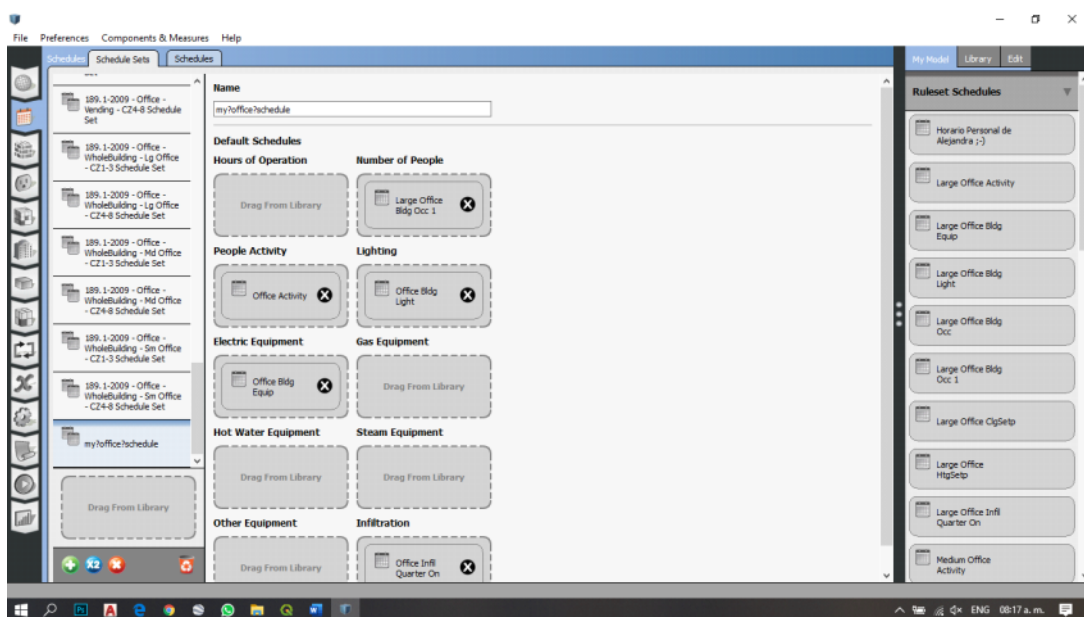 File Preferences Components & Measures Help
Schedules Schedule Sets Schedules
189.1-2009 - Office -
Vending - CZ4-8 Schedule
Set
189.1-2009 - Office -
WholeBuilding - Lg Office
- CZ1-3 Schedule Set
189.1-2009 - Office -
WholeBuilding - Lg Office
- CZ4-8 Schedule Set
189.1-2009 - Office -
WholeBuilding - Md Office
- CZ1-3 Schedule Set
189.1-2009 - Office -
WholeBuilding - Md Office
- CZ4-8 Schedule Set
189.1-2009 - Office -
WholeBuilding - Sm Office
- CZ1-3 Schedule Set
189.1-2009 - Office -
WholeBuilding - Sm Office
- CZ4-8 Schedule Set
my?office?schedule
Drag From Library
X2
Name
my?office?schedule
Default Schedules
Hours of Operation Number of People
Drag From Library
Large Office
Bldg Occ 1
People Activity Lighting
Office Activity
Office Bldg
Light
Electric Equipment Gas Equipment
Office Bldg
Equip
Drag From Library
Hot Water Equipment Steam Equipment
Drag From Library Drag From Library
Other Equipment Infiltration
Drag From Library
Office Infil
Quarter On
My Model Library Edit
Ruleset Schedules
Horario Personal de
Alejandra ;-)
Large Office Activity
Large Office Bldg
Equip
Large Office Bldg
Light
Large Office Bldg
Occ
Large Office Bldg
Occ 1
Large Office ClgSetp
Large Office
HtgSetp
Large Office Infil
Quarter On
Medium Office
Activity
ENG 08:17 a. m.